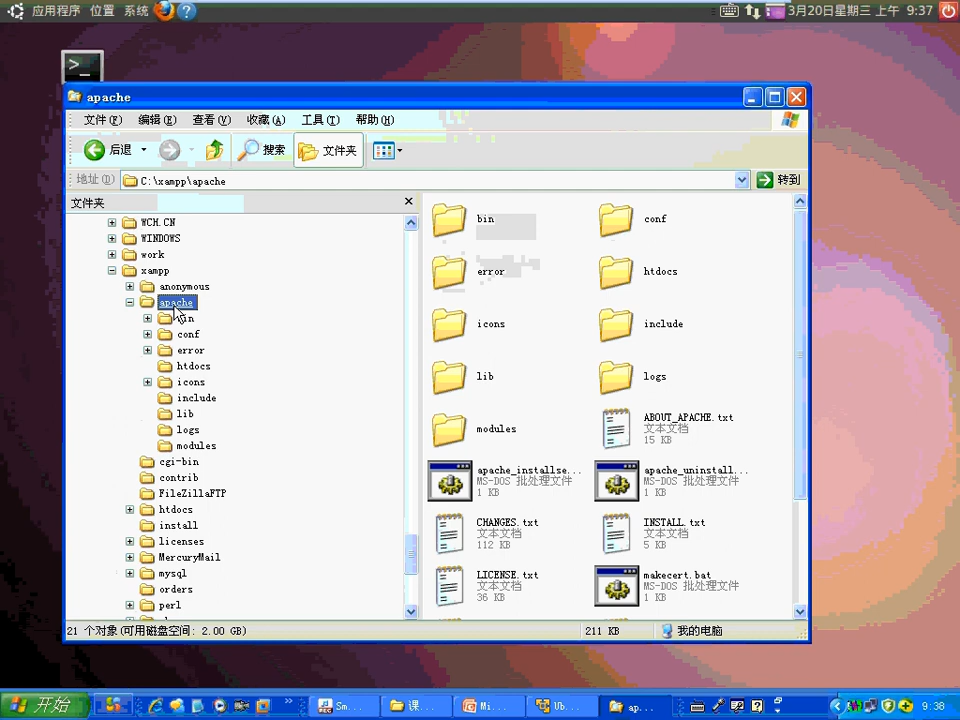 应用程序 位置 系统
3月20日星期三 上午 9:37
apache
文件(F) 编辑(E) 查看(V) 收藏(A) 工具(T) 帮助(H)
后退 搜索 文件夹
地址(D) C:\xampp\apache 转到
文件夹
WCH.CN
WINDOWS
work
xampp
anonymous
apache
conf
error
htdocs
icons
include
lib
logs
modules
cgi-bin
contrib
FileZillaFTP
htdocs
install
licenses
MercuryMail
mysql
orders
perl
bin
conf
error
htdocs
icons
include
lib
logs
modules
ABOUT_APACHE.txt
文本文档
15 KB
apache_installse...
MS-DOS 批处理文件
1 KB
apache_uninstall...
MS-DOS 批处理文件
1 KB
CHANGES.txt
文本文档
112 KB
INSTALL.txt
文本文档
5 KB
LICENSE.txt
文本文档
36 KB
makecert.bat
MS-DOS 批处理文件
1 KB
21 个对象(可用磁盘空间: 2.00 GB) 211 KB 我的电脑
开始 Sm... 课... Mi... Ub... ap... 9:38